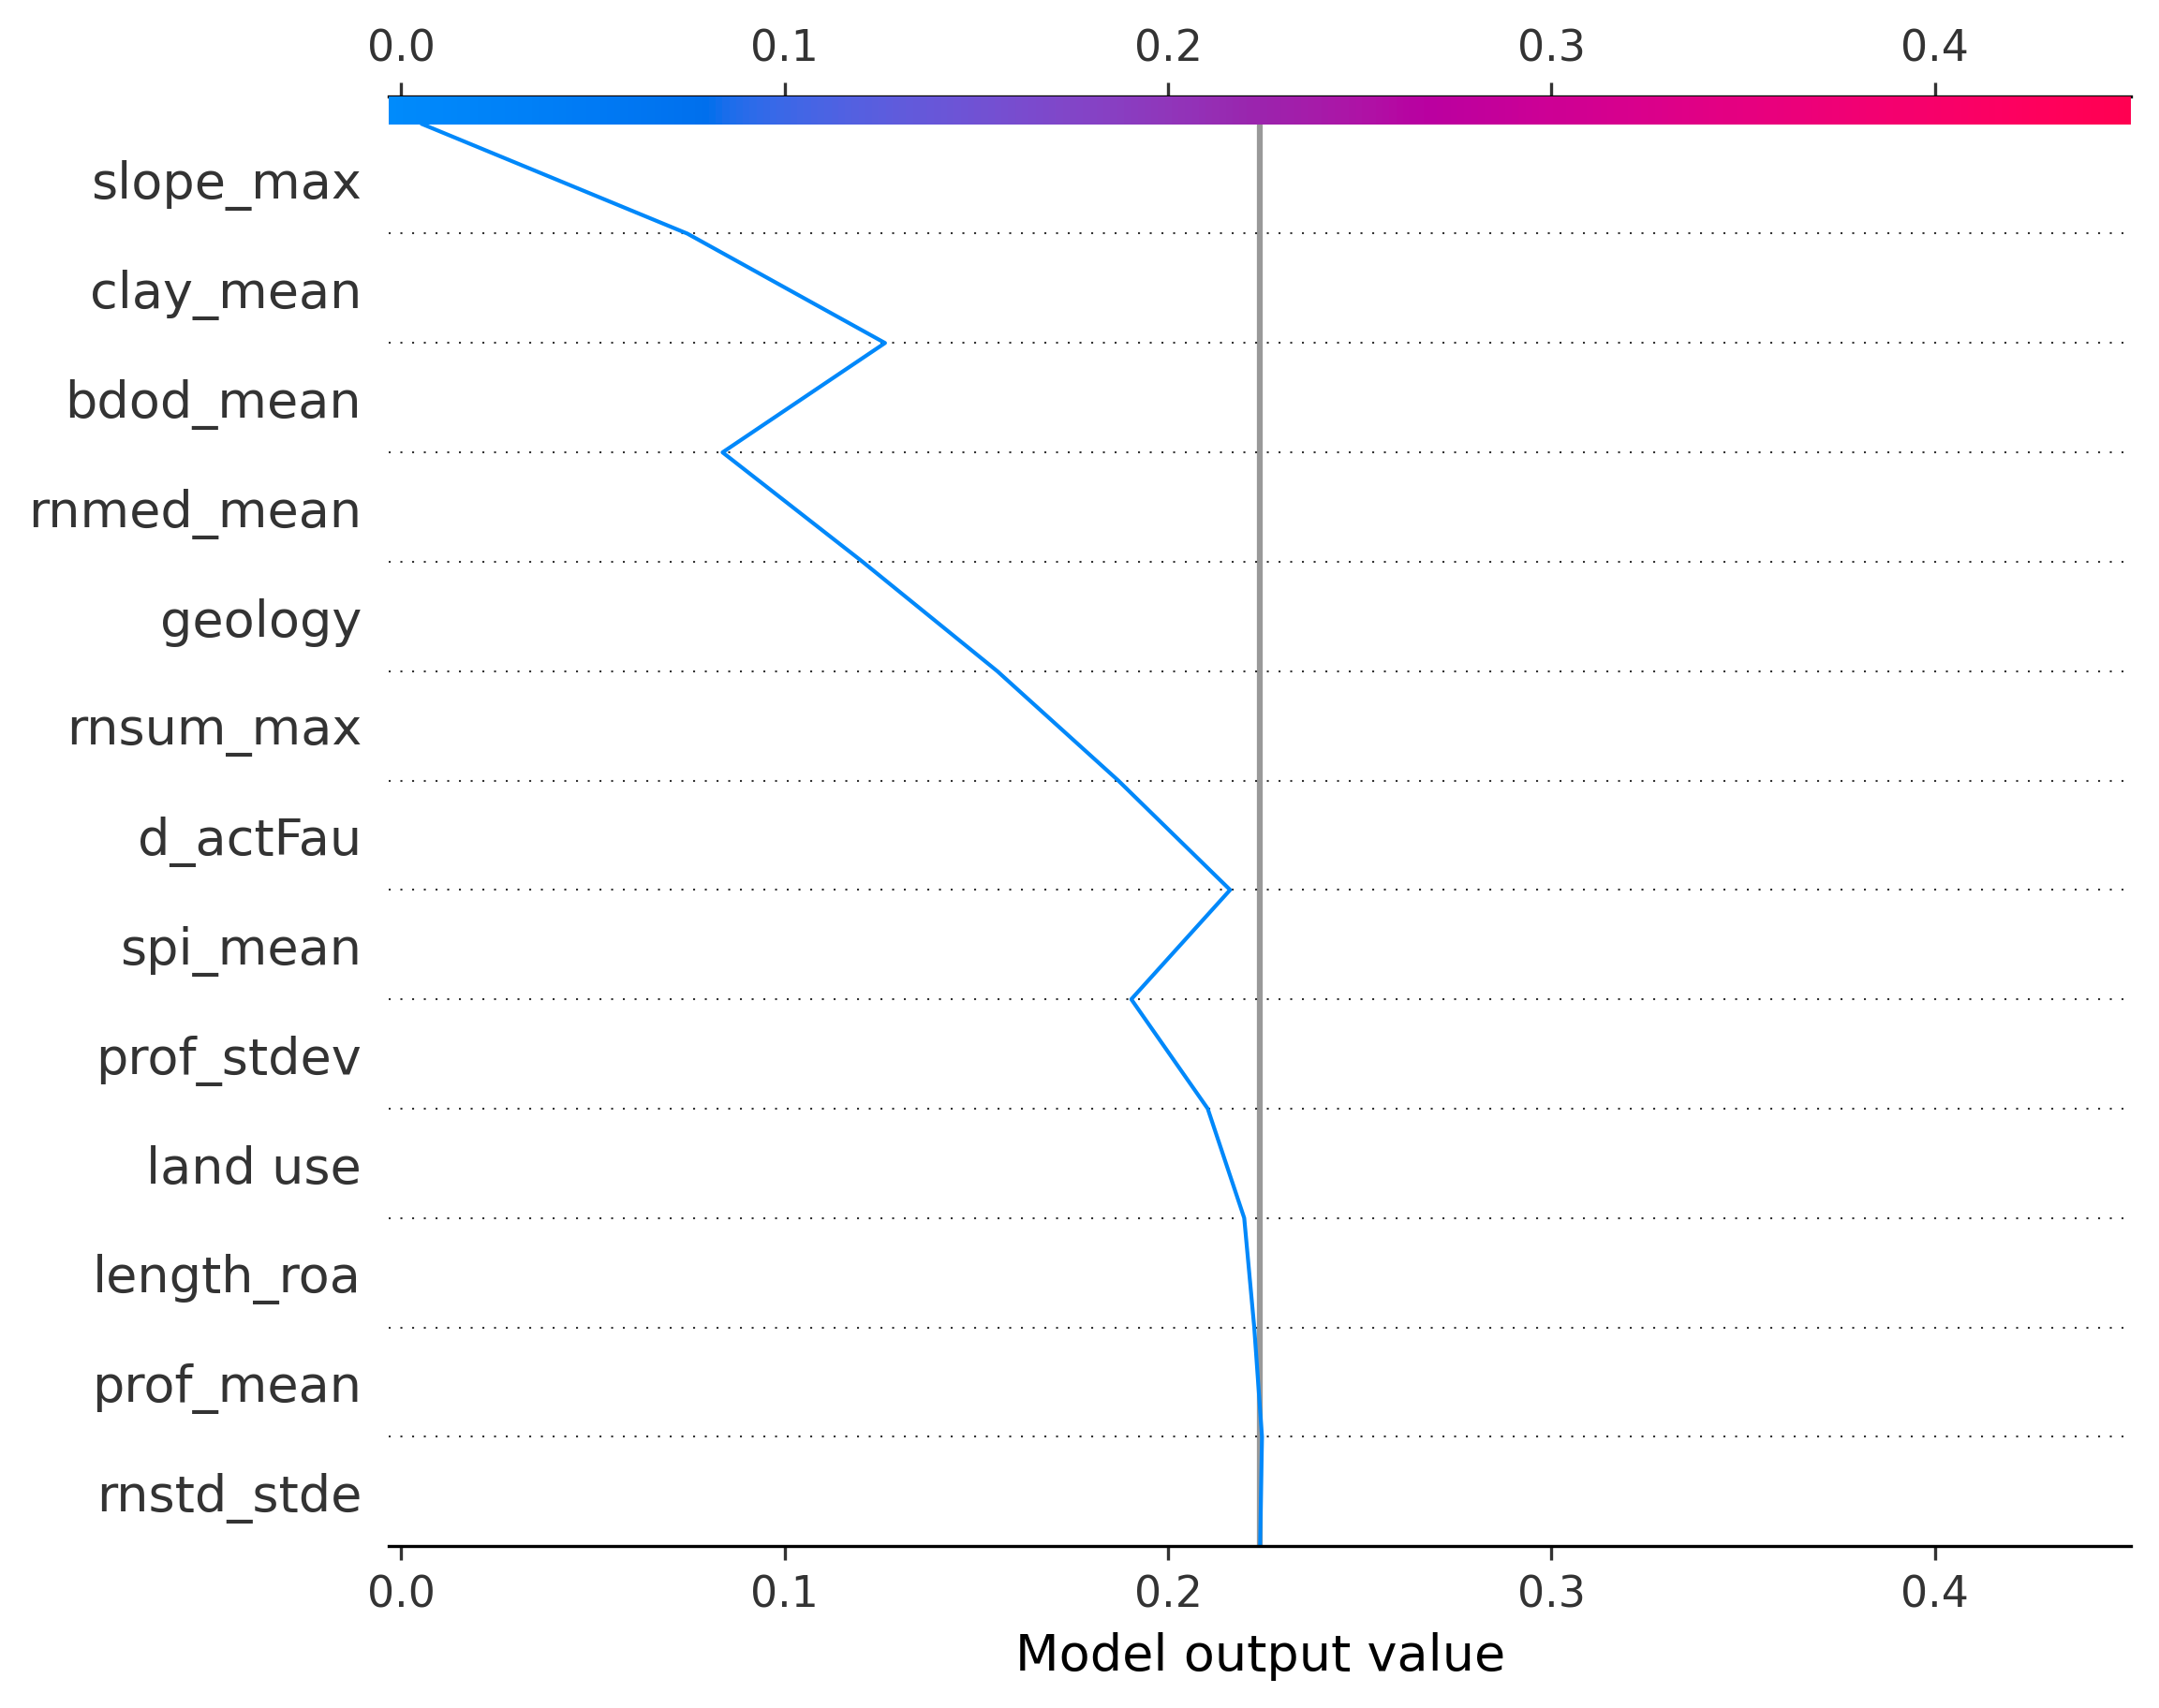 0.0 0.1 0.2 0.3 0.4
slope_max
clay_mean
bdod_mean
rnmed_mean
geology
rnsum_max
d_actFau
spi_mean
prof_stdev
land use
length_roa
prof_mean
rnstd_stde
0.0 0.1 0.2 0.3 0.4
Model output value